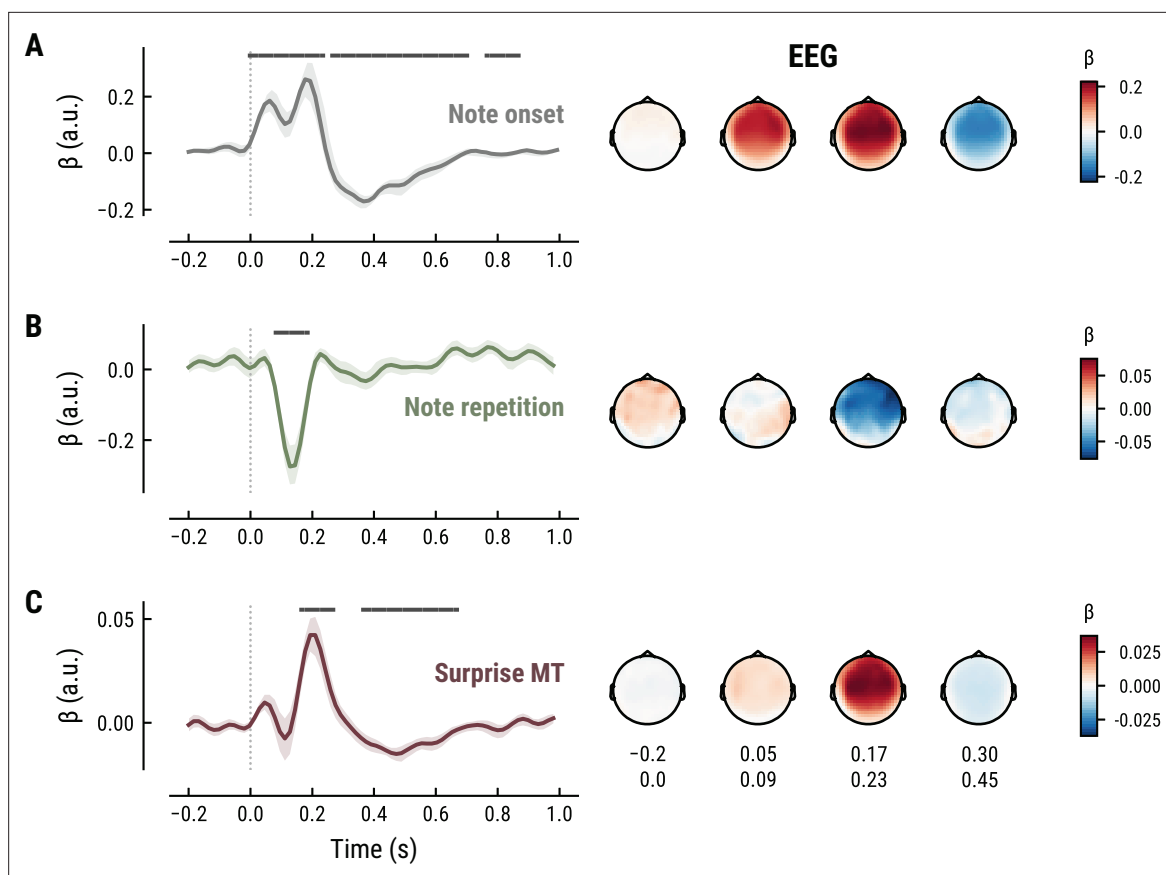 A
EEG
β (a.u.)
0.2
0.0
−0.2
Note onset
β
0.2
0.0
-0.2
−0.2 0.0 0.2 0.4 0.6 0.8 1.0
B
β (a.u.)
0.0
−0.2
Note repetition
β
0.05
0.00
-0.05
−0.2 0.0 0.2 0.4 0.6 0.8 1.0
C
β (a.u.)
0.05
0.00
Surprise MT
β
0.025
0.000
-0.025
−0.2 0.05 0.17 0.30
0.0 0.09 0.23 0.45
−0.2 0.0 0.2 0.4 0.6 0.8 1.0
Time (s)